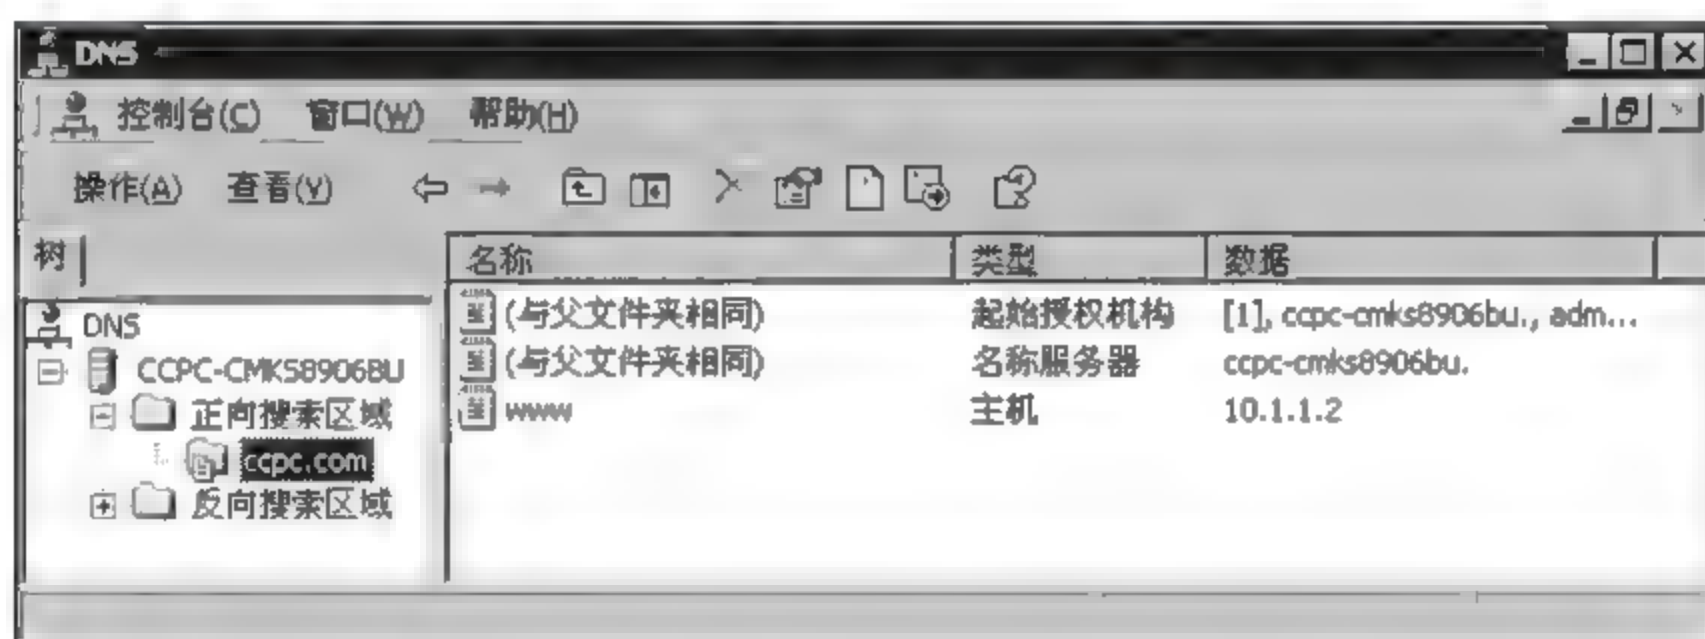 DNS
控制台(C) 窗口(W) 帮助(H)
操作(A) 查看(V)
树
名称 类型 数据
DNS
CCPC-CMKS8906BU
正向搜索区域
ccpc.com
反向搜索区域
(与父文件夹相同) 起始授权机构 [1], ccpc-cmks8906bu., adm...
(与父文件夹相同) 名称服务器 ccpc-cmks8906bu.
www 主机 10.1.1.2